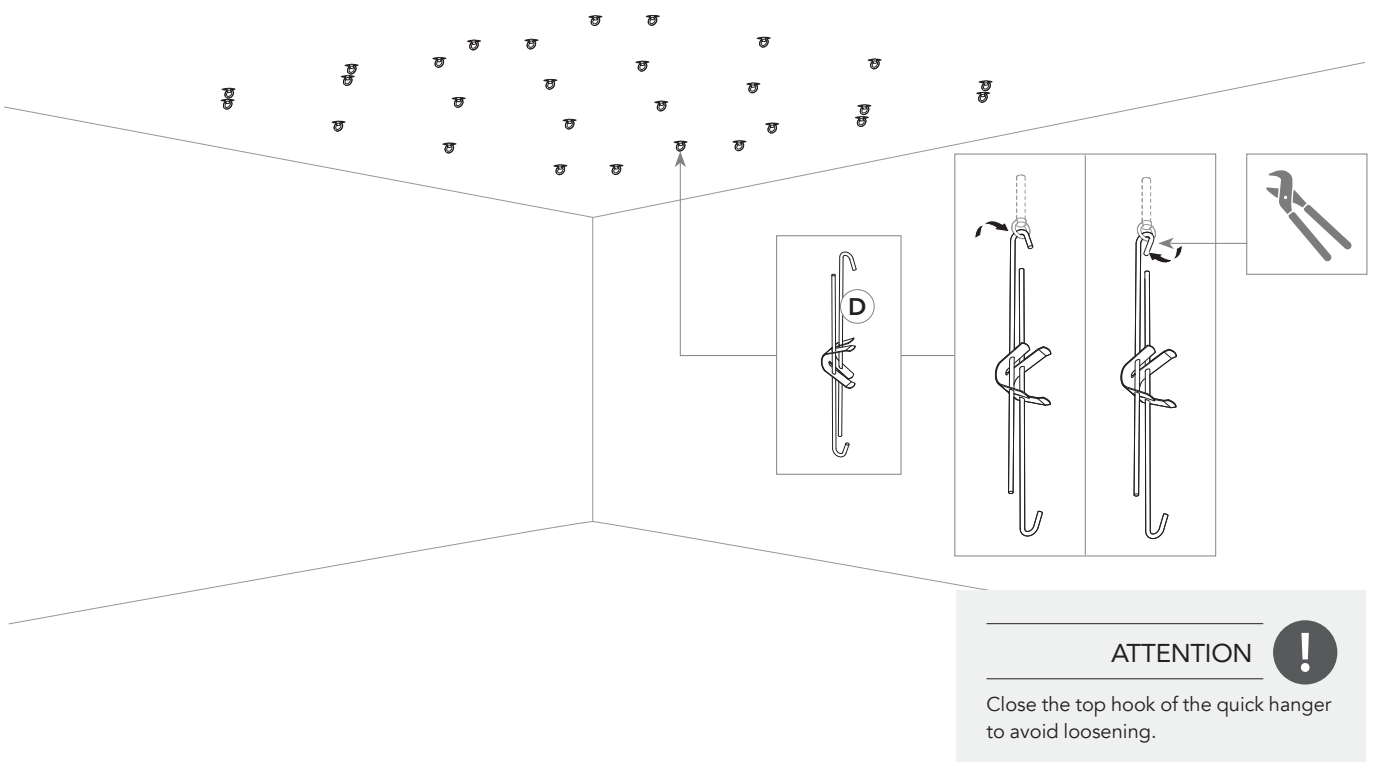 D
ATTENTION
!
Close the top hook of the quick hanger
to avoid loosening.